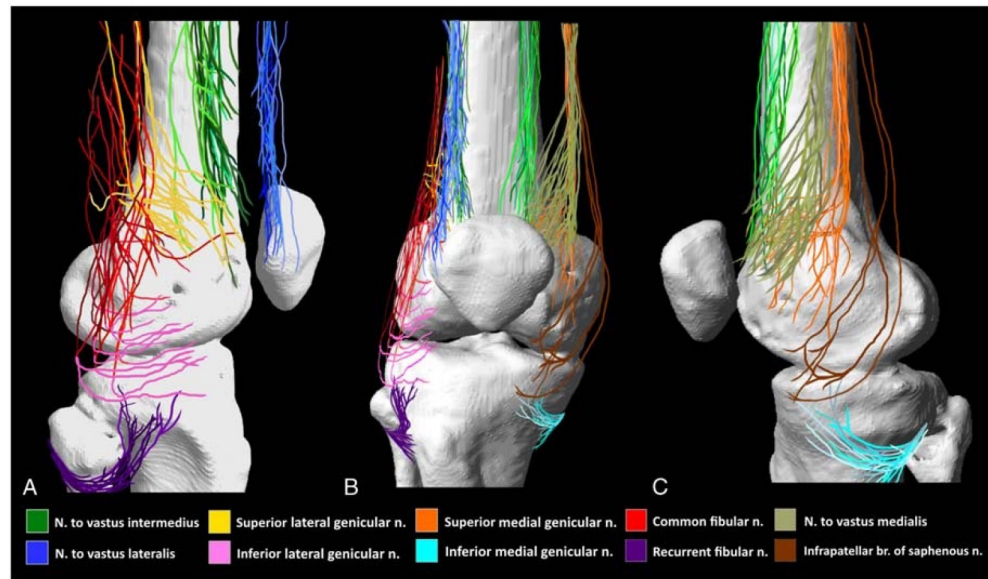 A B C
N. to vastus intermedius Superior lateral genicular n. Superior medial genicular n. Common fibular n. N. to vastus medialis
N. to vastus lateralis Inferior lateral genicular n. Inferior medial genicular n. Recurrent fibular n. Infrapatellar br. of saphenous n.